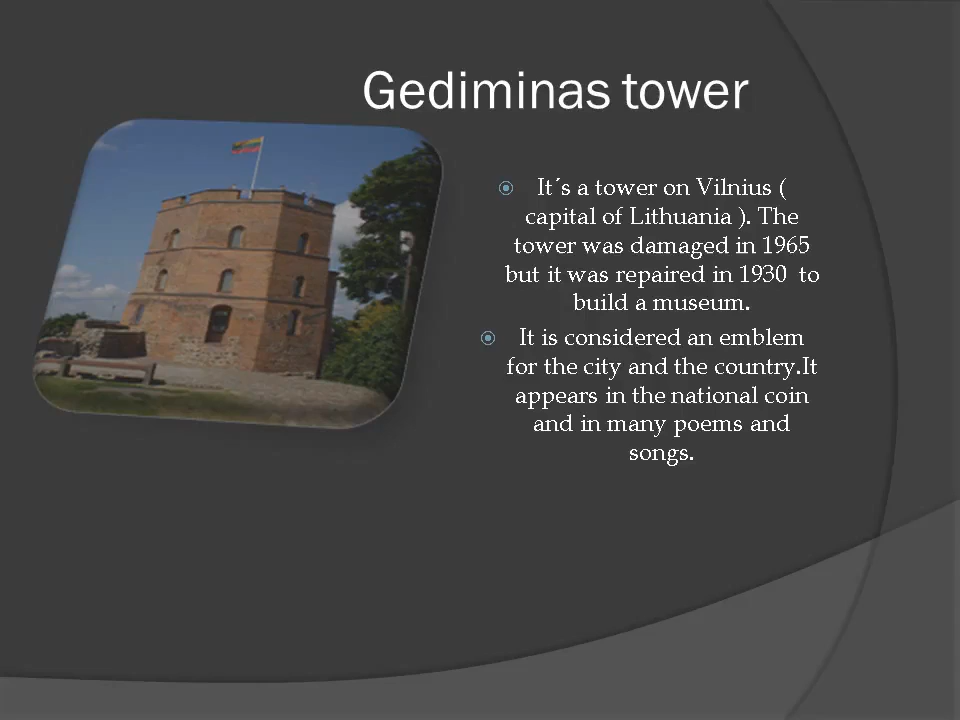 Gediminas tower
It´s a tower on Vilnius (
capital of Lithuania ). The
tower was damaged in 1965
but it was repaired in 1930 to
build a museum.
It is considered an emblem
for the city and the country.It
appears in the national coin
and in many poems and
songs.